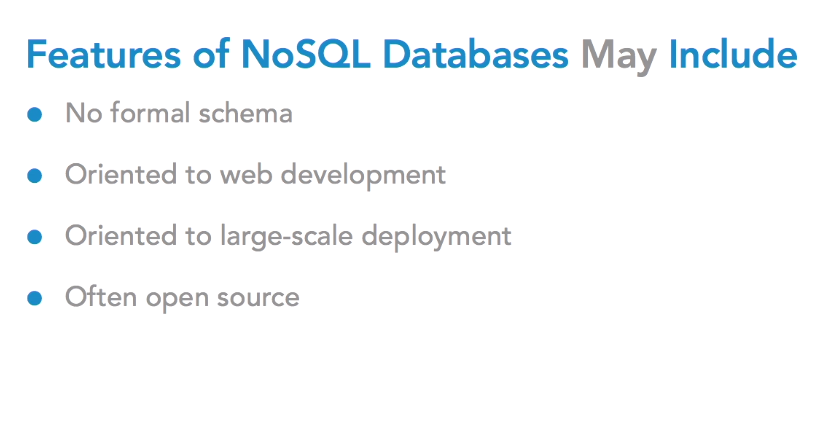 Features of NoSQL Databases May Include
• No formal schema
• Oriented to web development
• Oriented to large-scale deployment
• Often open source